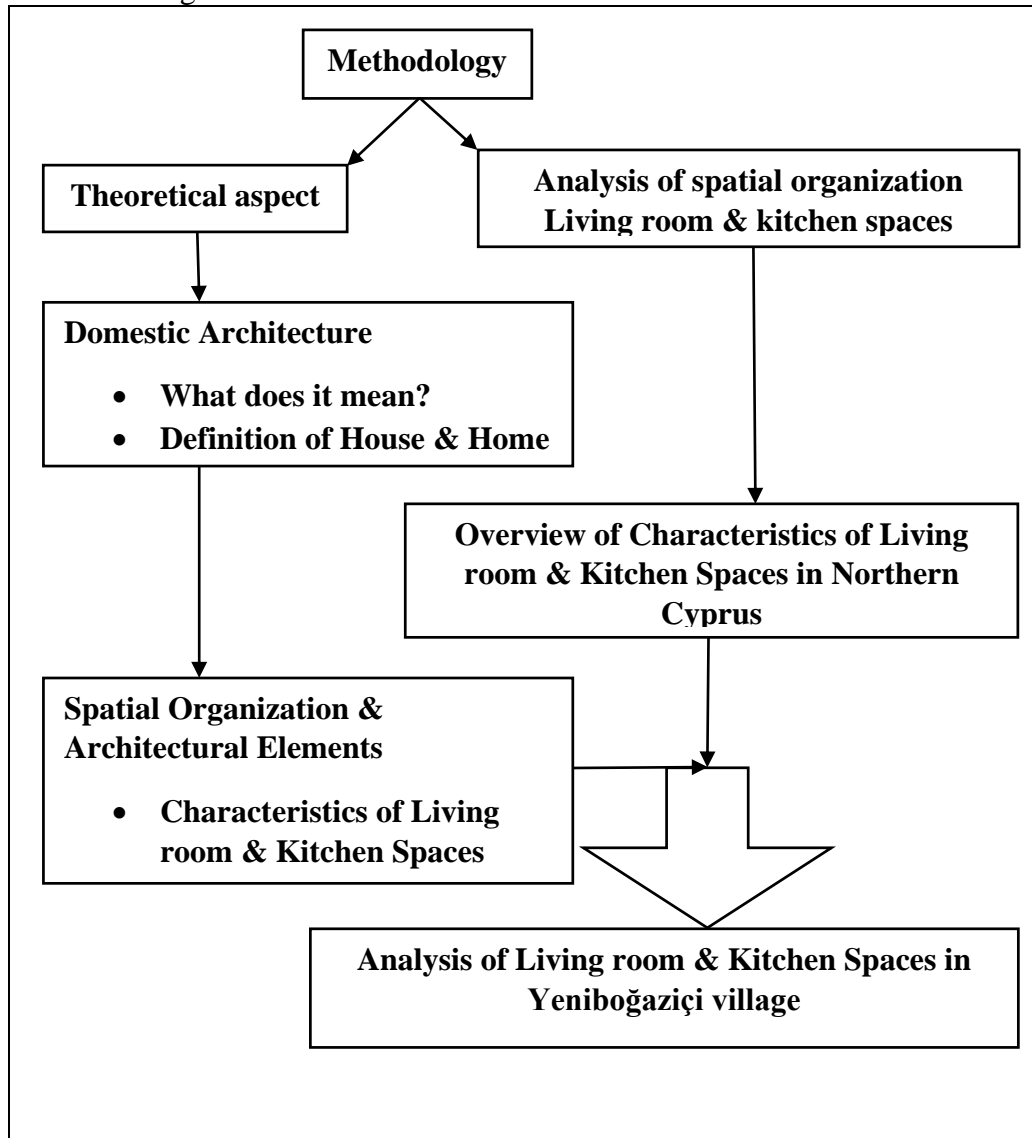 Methodology
Theoretical aspect
Analysis of spatial organization
Living room & kitchen spaces
Domestic Architecture
• What does it mean?
• Definition of House & Home
Overview of Characteristics of Living
room & Kitchen Spaces in Northern
Cyprus
Spatial Organization &
Architectural Elements
• Characteristics of Living
room & Kitchen Spaces
Analysis of Living room & Kitchen Spaces in
Yeniboğaziçi village